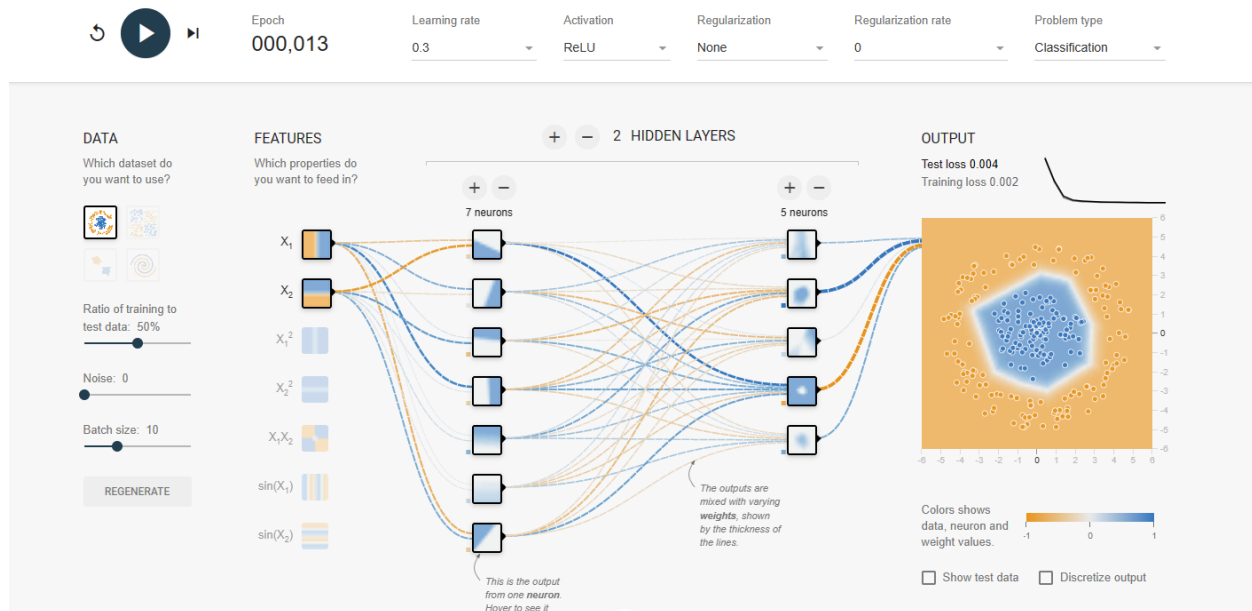 Epoch
000,013
Learning rate
0.3
Activation
ReLU
Regularization
None
Regularization rate
0
Problem type
Classification
DATA
Which dataset do
you want to use?
Ratio of training to
test data: 50%
Noise: 0
Batch size: 10
REGENERATE
FEATURES
Which properties do
you want to feed in?
X₁
X₂
X₁²
X₂²
X₁X₂
sin(X₁)
sin(X₂)
+ − 2 HIDDEN LAYERS
+ −
7 neurons
+ −
5 neurons
This is the output
from one neuron.
Hover to see it
The outputs are
mixed with varying
weights, shown
by the thickness of
the lines.
OUTPUT
Test loss 0.004
Training loss 0.002
6
5
4
3
2
1
0
-1
-2
-3
-4
-5
-6
-6 -5 -4 -3 -2 -1 0 1 2 3 4 5 6
Colors shows
data, neuron and
weight values.
-1 0 1
Show test data
Discretize output